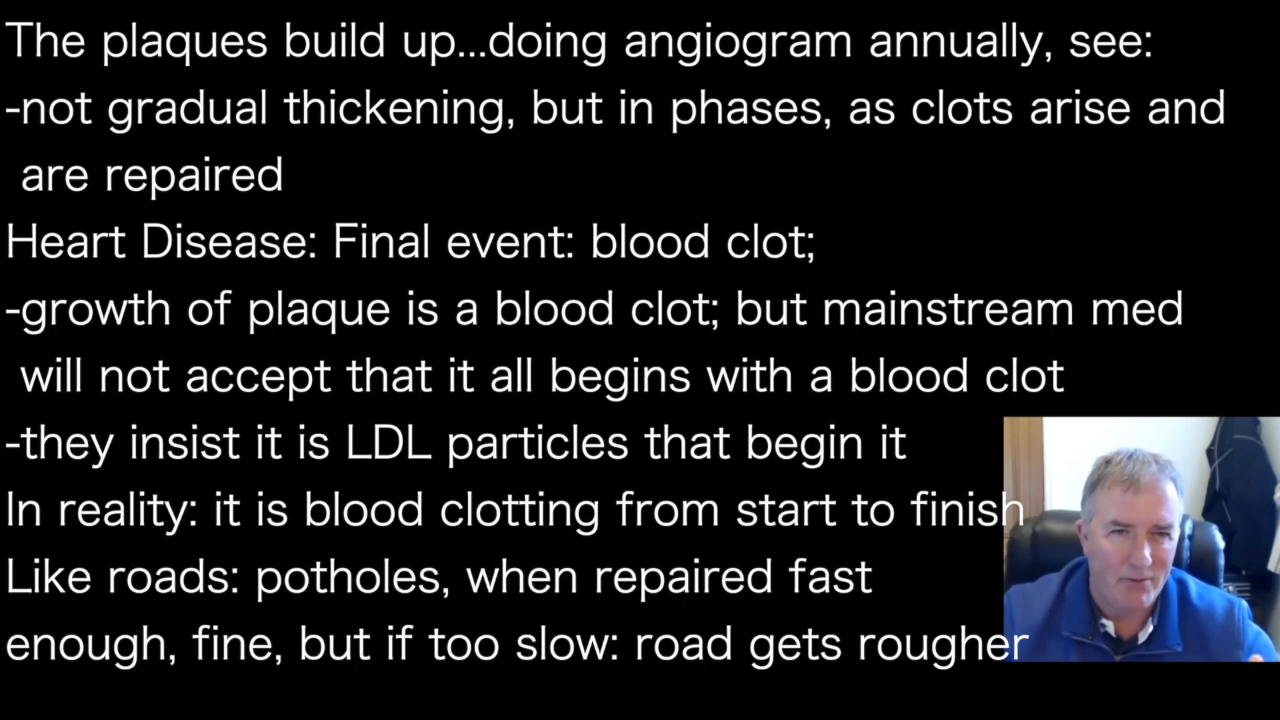 The plaques build up...doing angiogram annually, see:
-not gradual thickening, but in phases, as clots arise and
are repaired
Heart Disease: Final event: blood clot;
-growth of plaque is a blood clot; but mainstream med
will not accept that it all begins with a blood clot
-they insist it is LDL particles that begin it
In reality: it is blood clotting from start to finish
Like roads: potholes, when repaired fast
enough, fine, but if too slow: road gets rougher